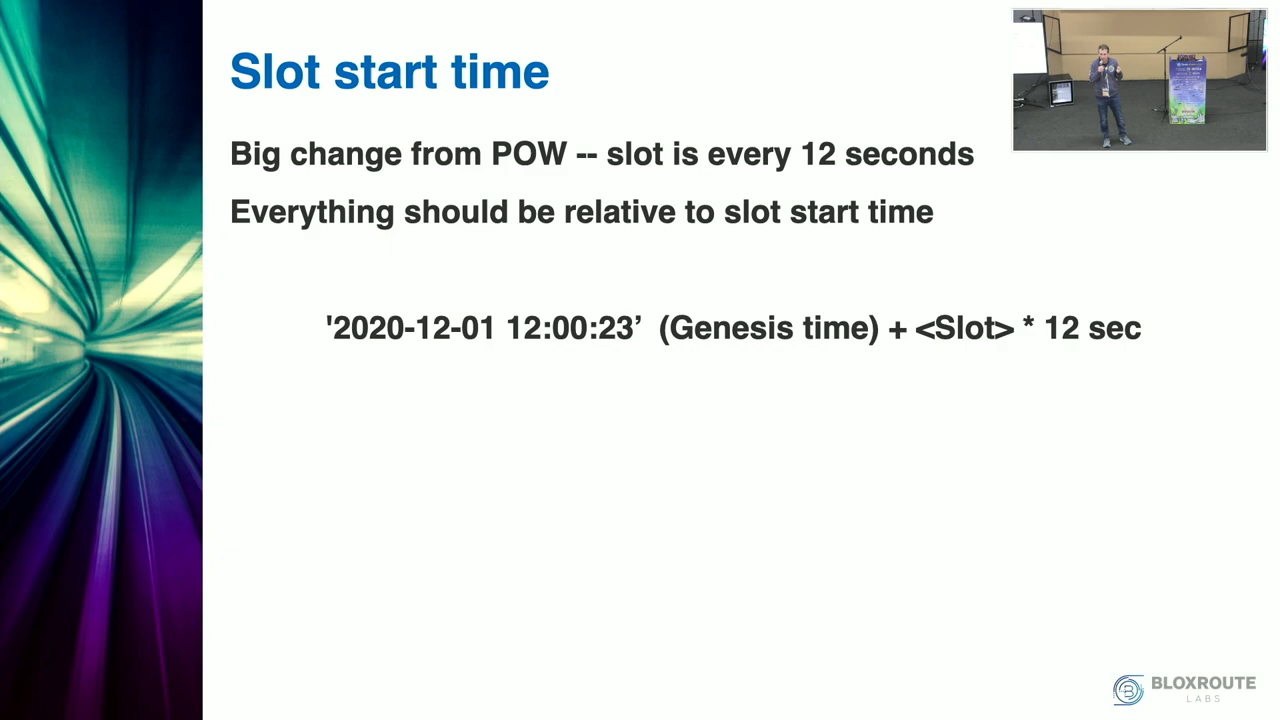 Slot start time
Big change from POW -- slot is every 12 seconds
Everything should be relative to slot start time
'2020-12-01 12:00:23’ (Genesis time) + <Slot> * 12 sec
BLOXROUTE
LABS